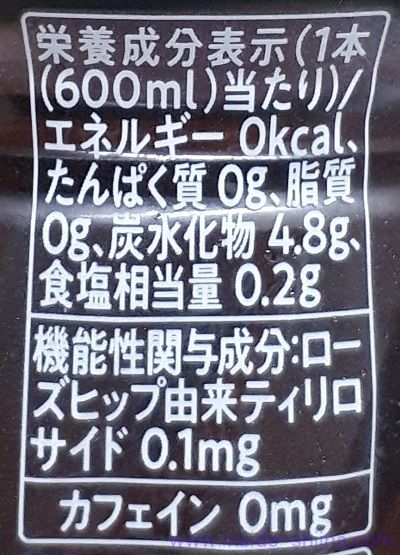 栄養成分表示(1本
(600ml)当たり)/
エネルギー 0kcal、
たんぱく質 0g、脂質
0g、炭水化物 4.8g、
食塩相当量 0.2g
機能性関与成分:ロー
ズヒップ由来ティリロ
サイド 0.1mg
カフェイン 0mg